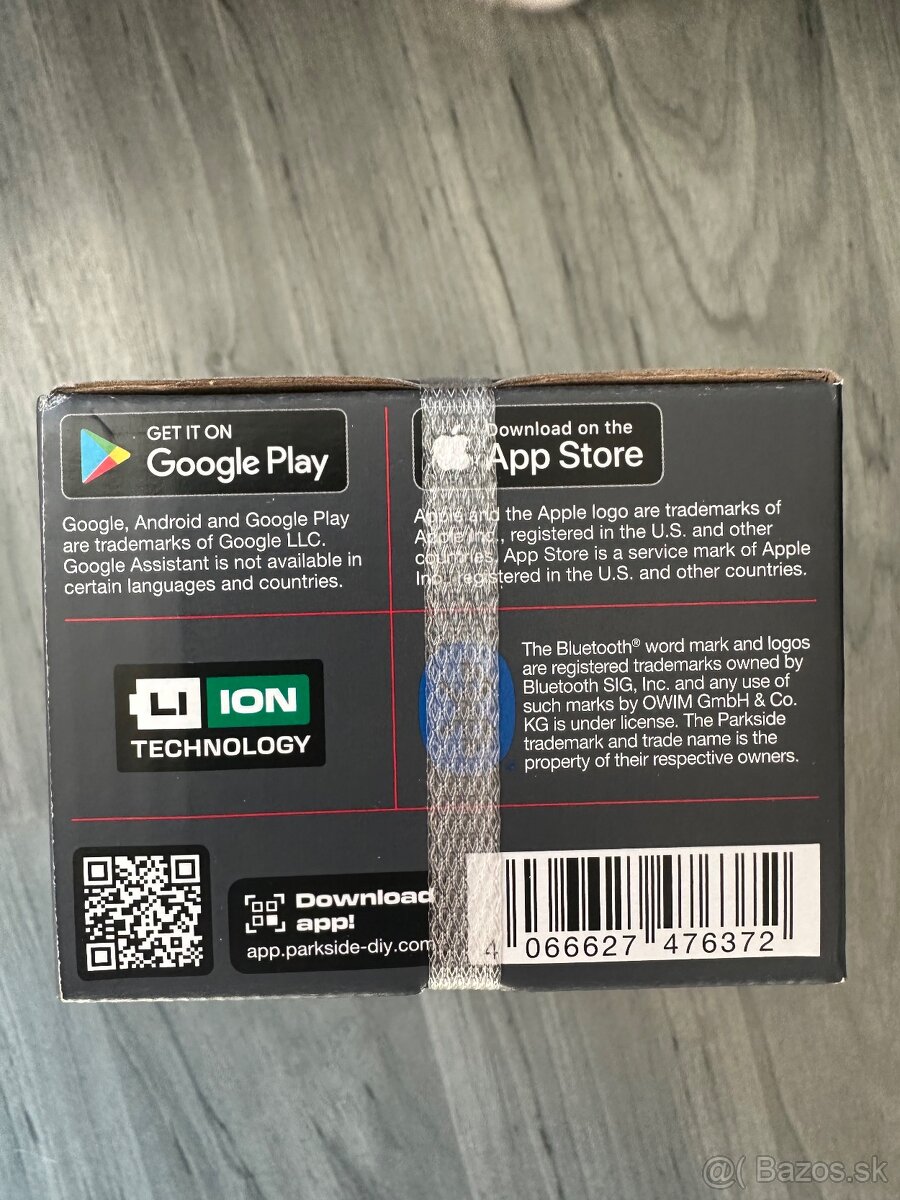 GET IT ON
Google Play
Google, Android and Google Play
are trademarks of Google LLC.
Google Assistant is not available in
certain languages and countries.
Download on the
App Store
Apple and the Apple logo are trademarks of
Apple Inc., registered in the U.S. and other
countries. App Store is a service mark of Apple
Inc., registered in the U.S. and other countries.
LI ION
TECHNOLOGY
The Bluetooth® word mark and logos
are registered trademarks owned by
Bluetooth SIG, Inc. and any use of
such marks by OWIM GmbH & Co.
KG is under license. The Parkside
trademark and trade name is the
property of their respective owners.
Download
app!
app.parkside-diy.com
4 066627 476372
@( Bazos.sk